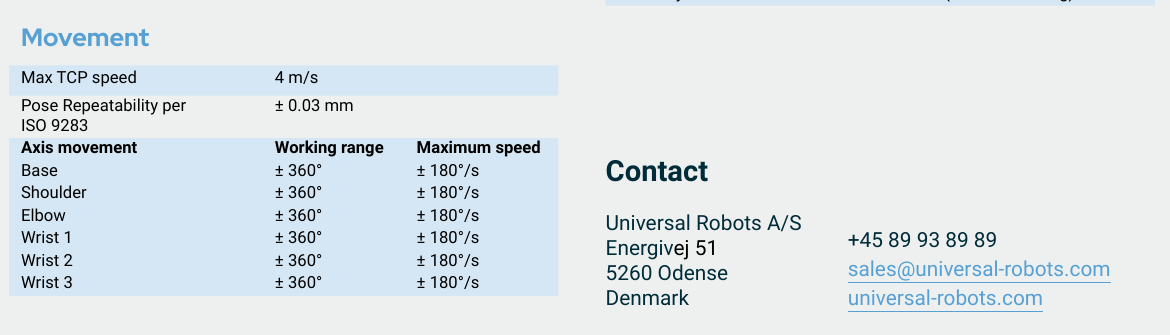 Movement
Max TCP speed 4 m/s
Pose Repeatability per ± 0.03 mm
ISO 9283
Axis movement Working range Maximum speed
Base ± 360° ± 180°/s
Shoulder ± 360° ± 180°/s
Elbow ± 360° ± 180°/s
Wrist 1 ± 360° ± 180°/s
Wrist 2 ± 360° ± 180°/s
Wrist 3 ± 360° ± 180°/s
Contact
Universal Robots A/S
Energivej 51
5260 Odense
Denmark
+45 89 93 89 89
sales@universal-robots.com
universal-robots.com